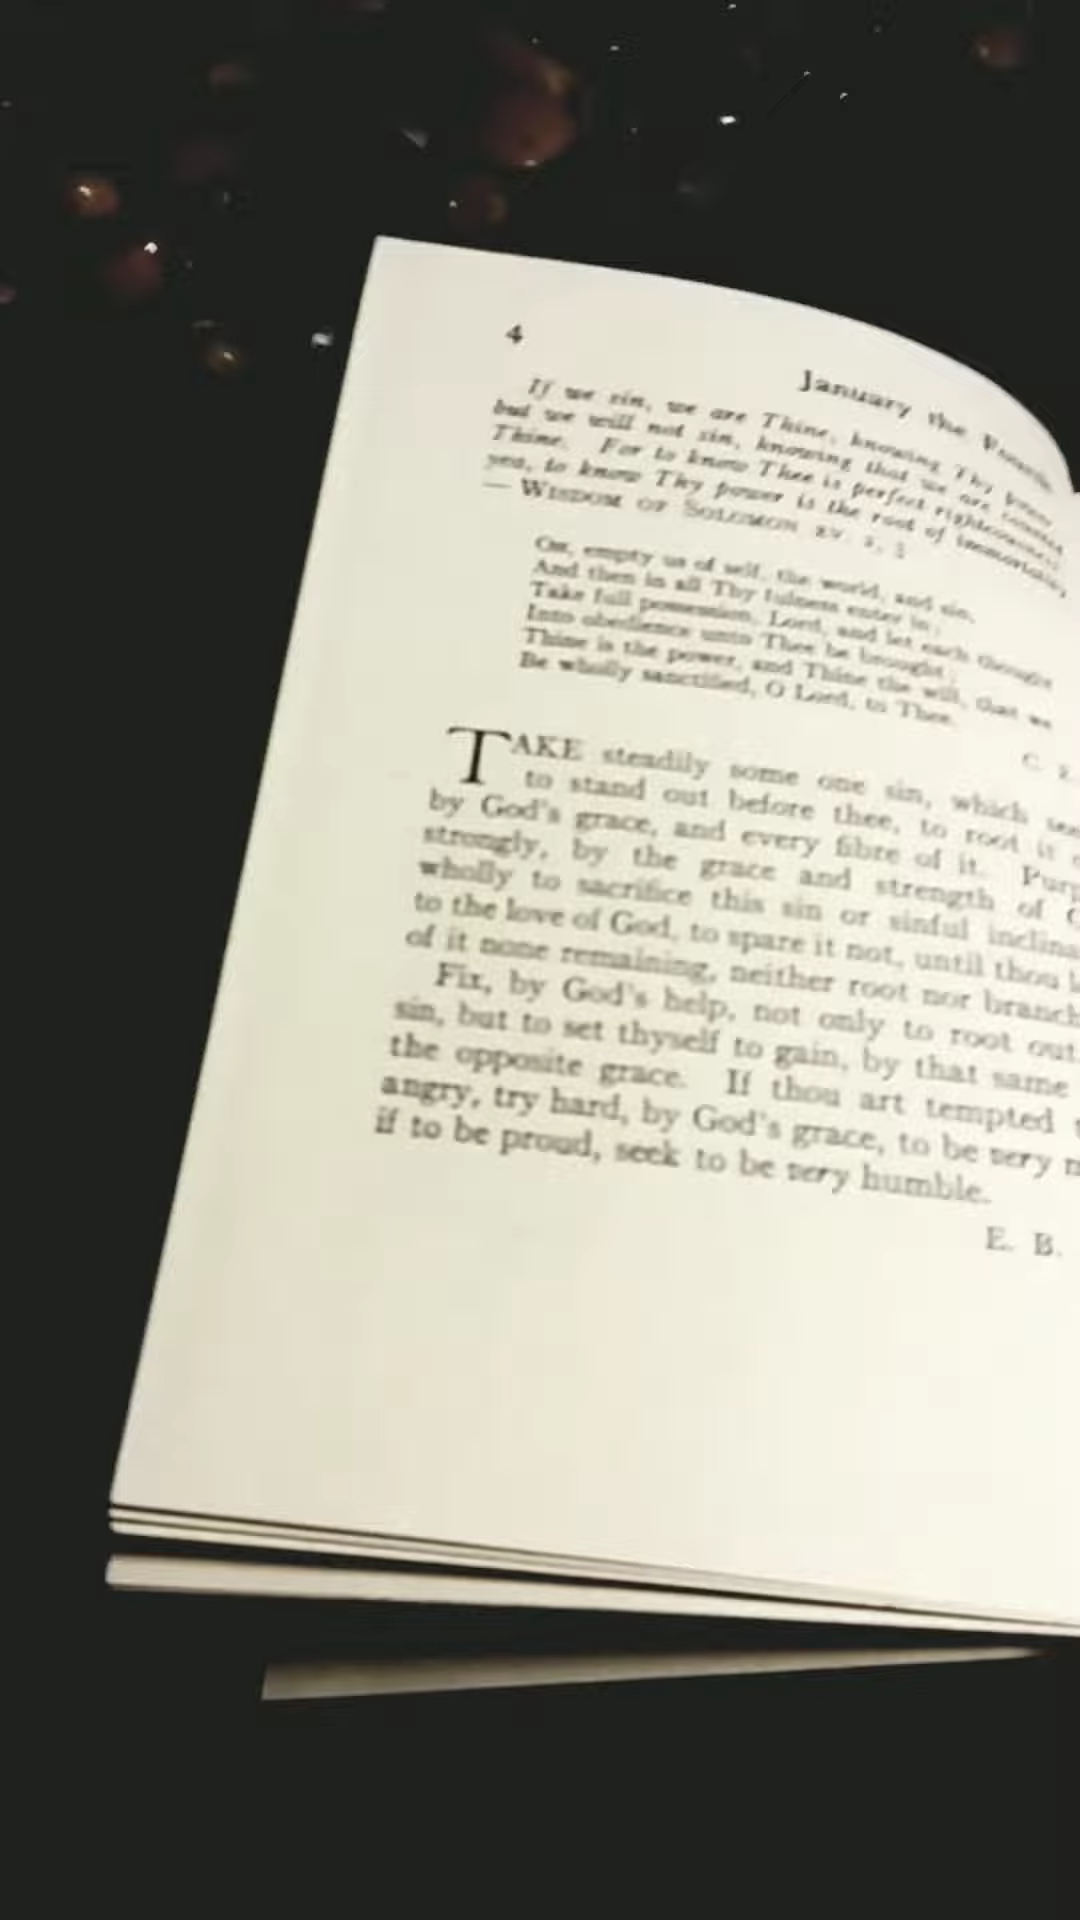 4
January the
If we sin, we are Thine, knowing Thy power
but we will not sin, knowing that we are counted
Thine. For to know Thee is perfect righteousness
yea, to know Thy power is the root of immortality
— WISDOM OF SOLOMON XV. 2, 3
Oh, empty us of self, the world, and sin,
And then in all Thy fulness enter in;
Take full possession, Lord, and let each thought
Into obedience unto Thee be brought;
Thine is the power, and Thine the will, that we
Be wholly sanctified, O Lord, to Thee.
C. E.
TAKE steadily some one sin, which
to stand out before thee, to root it
by God's grace, and every fibre of it.
strongly, by the grace and strength of
wholly to sacrifice this sin or sinful
to the love of God, to spare it not, until thou
of it none remaining, neither root nor branch
Fix, by God's help, not only to root out
sin, but to set thyself to gain, by that same
the opposite grace. If thou art tempted
angry, try hard, by God's grace, to be very
if to be proud, seek to be very humble.
E. B.